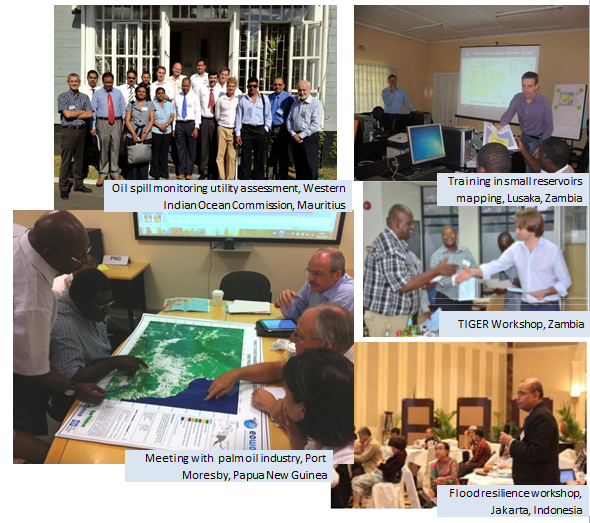 Oil spill monitoring utility assessment, Western
Indian Ocean Commission, Mauritius
Training in small reservoirs
mapping, Lusaka, Zambia
TIGER Workshop, Zambia
PNG
Meeting with palm oil industry, Port
Moresby, Papua New Guinea
Flood resilience workshop,
Jakarta, Indonesia